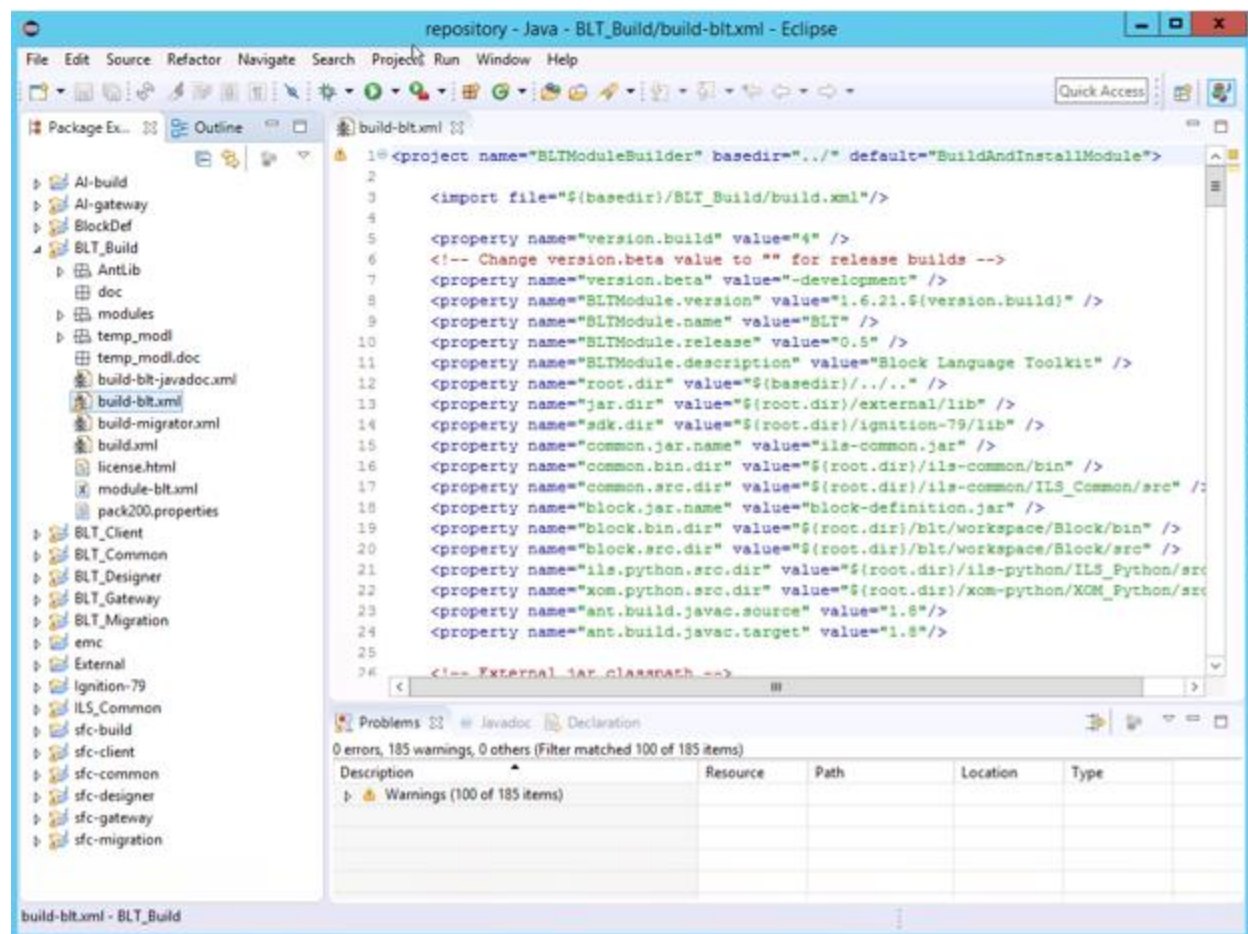 repository - Java - BLT_Build/build-blt.xml - Eclipse
File Edit Source Refactor Navigate Search Project Run Window Help
Quick Access
Package Ex...
Outline
AI-build
AI-gateway
BlockDef
BLT_Build
AntLib
doc
modules
temp_modl
temp_modl.doc
build-blt-javadoc.xml
build-blt.xml
build-migrator.xml
build.xml
license.html
module-blt.xml
pack200.properties
BLT_Client
BLT_Common
BLT_Designer
BLT_Gateway
BLT_Migration
emc
External
Ignition-79
ILS_Common
sfc-build
sfc-client
sfc-common
sfc-designer
sfc-gateway
sfc-migration
build-blt.xml
1 <project name="BLTModuleBuilder" basedir="../" default="BuildAndInstallModule">
2
3 <import file="${basedir}/BLT_Build/build.xml"/>
4
5 <property name="version.build" value="4" />
6 <!-- Change version.beta value to "" for release builds -->
7 <property name="version.beta" value="-development" />
8 <property name="BLTModule.version" value="1.6.21.${version.build}" />
9 <property name="BLTModule.name" value="BLT" />
10 <property name="BLTModule.release" value="0.5" />
11 <property name="BLTModule.description" value="Block Language Toolkit" />
12 <property name="root.dir" value="${basedir}/../.." />
13 <property name="jar.dir" value="${root.dir}/external/lib" />
14 <property name="sdk.dir" value="${root.dir}/ignition-79/lib" />
15 <property name="common.jar.name" value="ils-common.jar" />
16 <property name="common.bin.dir" value="${root.dir}/ils-common/bin" />
17 <property name="common.src.dir" value="${root.dir}/ils-common/ILS_Common/src" />
18 <property name="block.jar.name" value="block-definition.jar" />
19 <property name="block.bin.dir" value="${root.dir}/blt/workspace/Block/bin" />
20 <property name="block.src.dir" value="${root.dir}/blt/workspace/Block/src" />
21 <property name="ils.python.src.dir" value="${root.dir}/ils-python/ILS_Python/src
22 <property name="xom.python.src.dir" value="${root.dir}/xom-python/XOM_Python/src
23 <property name="ant.build.javac.source" value="1.8"/>
24 <property name="ant.build.javac.target" value="1.8"/>
25
26 <!-- External jar classpath -->
Problems Javadoc Declaration
0 errors, 185 warnings, 0 others (Filter matched 100 of 185 items)
Description Resource Path Location Type
Warnings (100 of 185 items)
build-blt.xml - BLT_Build